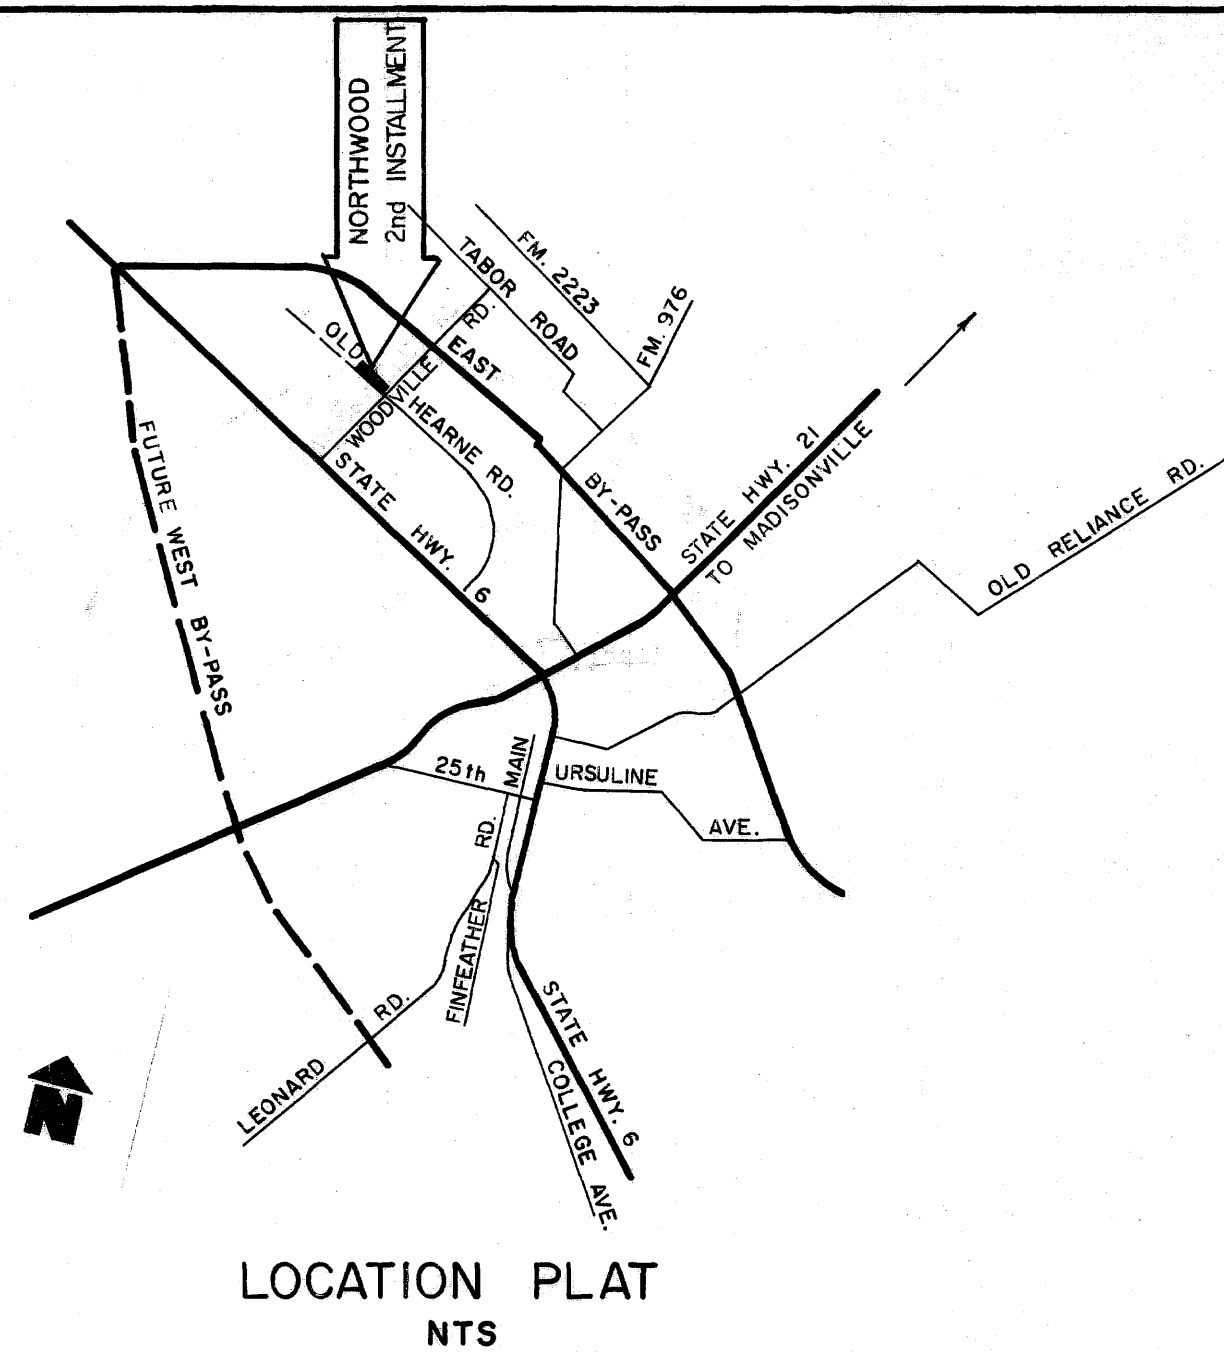 NORTHWOOD
2nd INSTALLMENT
FM. 2223
TABOR ROAD
FM. 976
WOODVILLE RD.
OLD HEARNE RD.
EAST BY-PASS
STATE HWY. 6
STATE HWY. 21
TO MADISONVILLE
OLD RELIANCE RD.
FUTURE WEST BY-PASS
25th
MAIN
URSULINE AVE.
FINFEATHER RD.
LEONARD RD.
STATE HWY. 6
COLLEGE AVE.
N
LOCATION PLAT
NTS